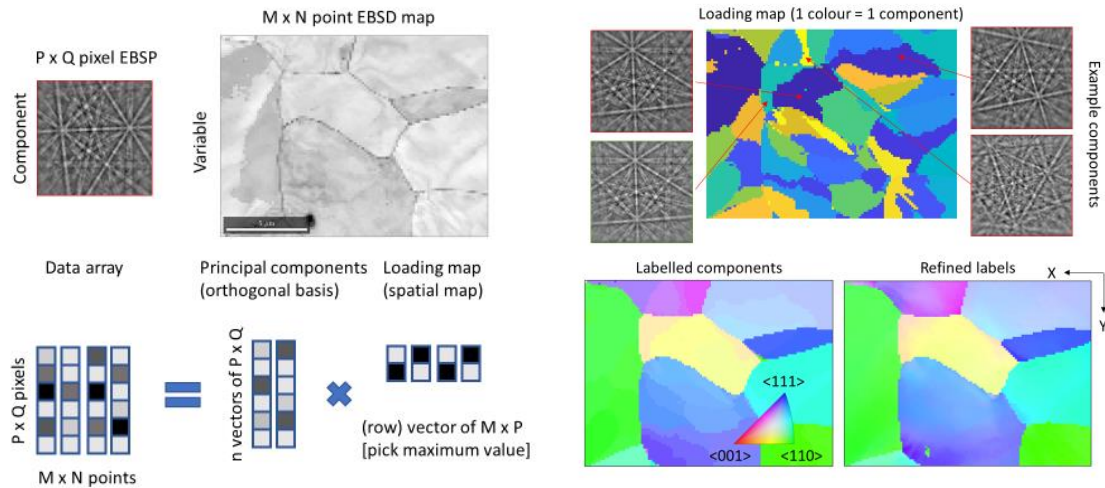 M x N point EBSD map
P x Q pixel EBSP
Component
Variable
Data array
Principal components
(orthogonal basis)
Loading map
(spatial map)
P x Q pixels
n vectors of P x Q
(row) vector of M x P
[pick maximum value]
M x N points
Loading map (1 colour = 1 component)
Example components
Labelled components
Refined labels
X
Y
<111>
<001>
<110>